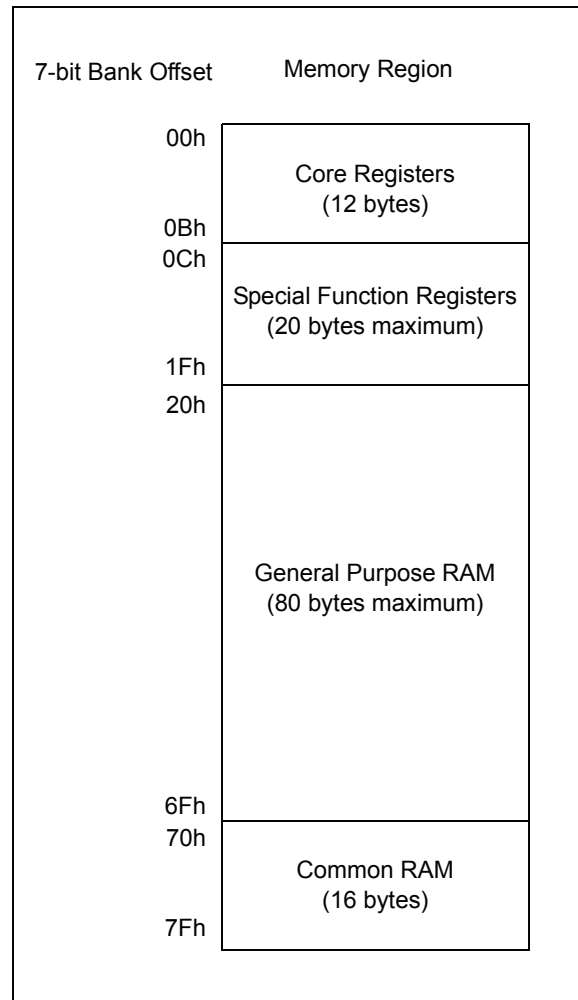 7-bit Bank Offset Memory Region
00h
Core Registers
(12 bytes)
0Bh
0Ch
Special Function Registers
(20 bytes maximum)
1Fh
20h
General Purpose RAM
(80 bytes maximum)
6Fh
70h
Common RAM
(16 bytes)
7Fh